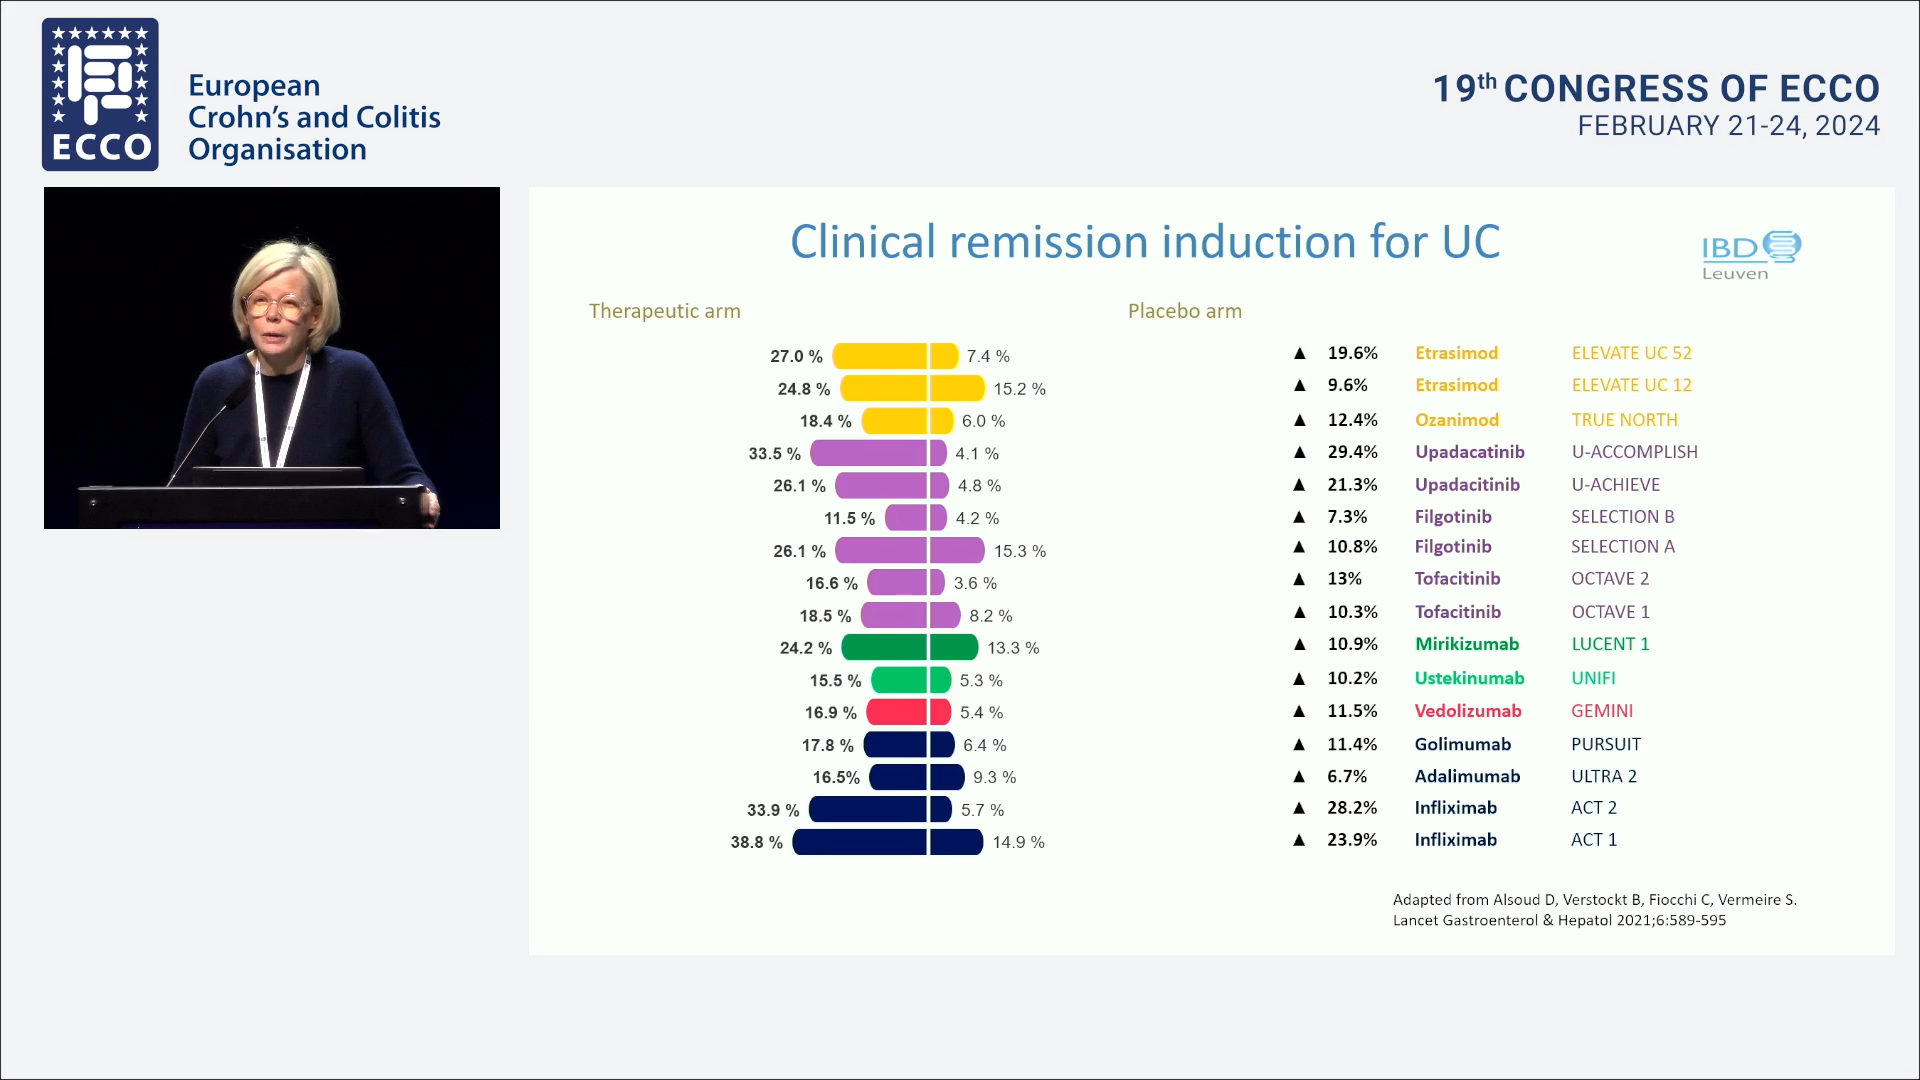 ECCO
European
Crohn's and Colitis
Organisation
19th CONGRESS OF ECCO
FEBRUARY 21-24, 2024
Clinical remission induction for UC
IBD
Leuven
Therapeutic arm Placebo arm
27.0 % 7.4 % ▲ 19.6% Etrasimod ELEVATE UC 52
24.8 % 15.2 % ▲ 9.6% Etrasimod ELEVATE UC 12
18.4 % 6.0 % ▲ 12.4% Ozanimod TRUE NORTH
33.5 % 4.1 % ▲ 29.4% Upadacatinib U-ACCOMPLISH
26.1 % 4.8 % ▲ 21.3% Upadacitinib U-ACHIEVE
11.5 % 4.2 % ▲ 7.3% Filgotinib SELECTION B
26.1 % 15.3 % ▲ 10.8% Filgotinib SELECTION A
16.6 % 3.6 % ▲ 13% Tofacitinib OCTAVE 2
18.5 % 8.2 % ▲ 10.3% Tofacitinib OCTAVE 1
24.2 % 13.3 % ▲ 10.9% Mirikizumab LUCENT 1
15.5 % 5.3 % ▲ 10.2% Ustekinumab UNIFI
16.9 % 5.4 % ▲ 11.5% Vedolizumab GEMINI
17.8 % 6.4 % ▲ 11.4% Golimumab PURSUIT
16.5% 9.3 % ▲ 6.7% Adalimumab ULTRA 2
33.9 % 5.7 % ▲ 28.2% Infliximab ACT 2
38.8 % 14.9 % ▲ 23.9% Infliximab ACT 1
Adapted from Alsoud D, Verstockt B, Fiocchi C, Vermeire S.
Lancet Gastroenterol & Hepatol 2021;6:589-595